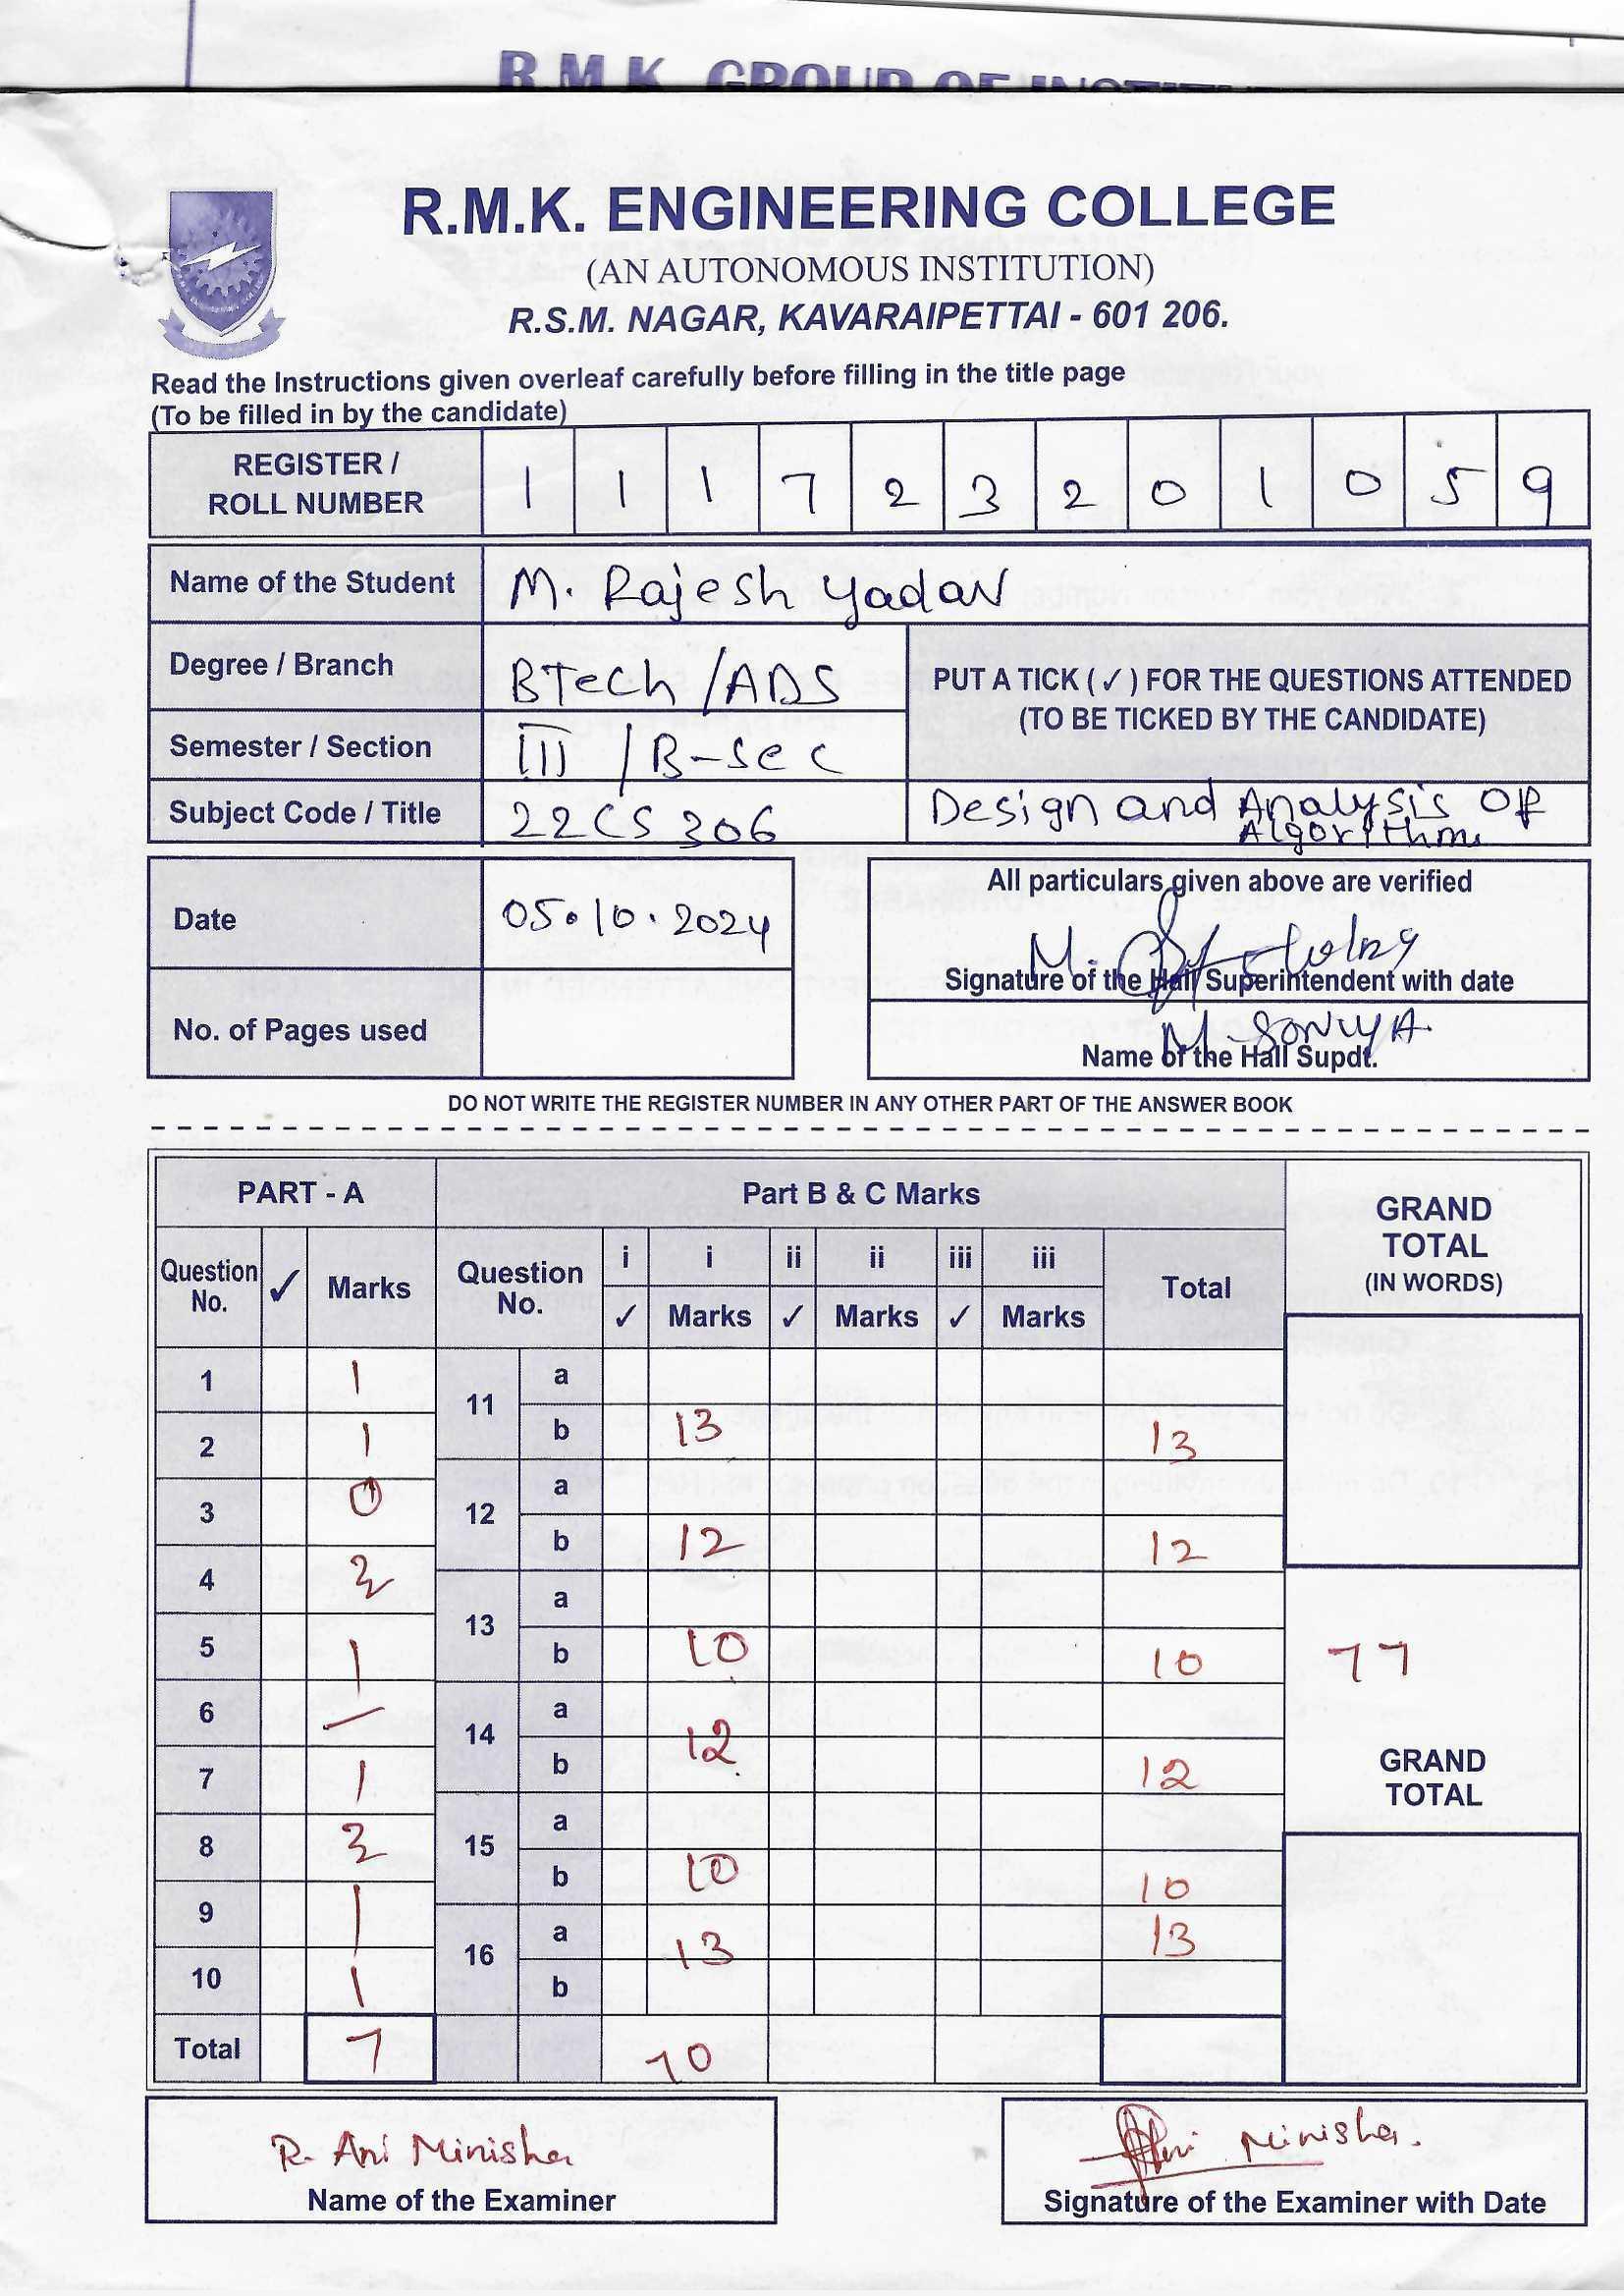 R.M.K. GROUP OF INSTITU
R.M.K. ENGINEERING COLLEGE
(AN AUTONOMOUS INSTITUTION)
R.S.M. NAGAR, KAVARAIPETTAI - 601 206.
Read the Instructions given overleaf carefully before filling in the title page
(To be filled in by the candidate)
REGISTER / ROLL NUMBER 1 1 1 7 2 3 2 0 1 0 5 9
Name of the Student M. Rajesh Yadav
Degree / Branch BTech / ADS
PUT A TICK ( ✓ ) FOR THE QUESTIONS ATTENDED
(TO BE TICKED BY THE CANDIDATE)
Semester / Section III / B-sec
Subject Code / Title 22CS306 Design and Analysis OF
Algorithms
Date 05.10.2024
All particulars given above are verified
Signature of the Hall Superintendent with date
No. of Pages used
M. SONIYA
Name of the Hall Supdt.
DO NOT WRITE THE REGISTER NUMBER IN ANY OTHER PART OF THE ANSWER BOOK
PART - A Part B & C Marks GRAND TOTAL (IN WORDS)
Question No. ✓ Marks Question No. i i ii ii iii iii Total
✓ Marks ✓ Marks ✓ Marks
1 1 11 a
2 1 b 13 13
3 0 12 a
4 b 12 12
13 a
5 1 b 10 10 77
6 — 14 a 12
7 1 b 12
GRAND TOTAL
8 15 a
9 1 b 10 10
16 a 13 13
10 1 b
Total 7 70
R. Ani Minisha
Name of the Examiner
Ani Minisha.
Signature of the Examiner with Date